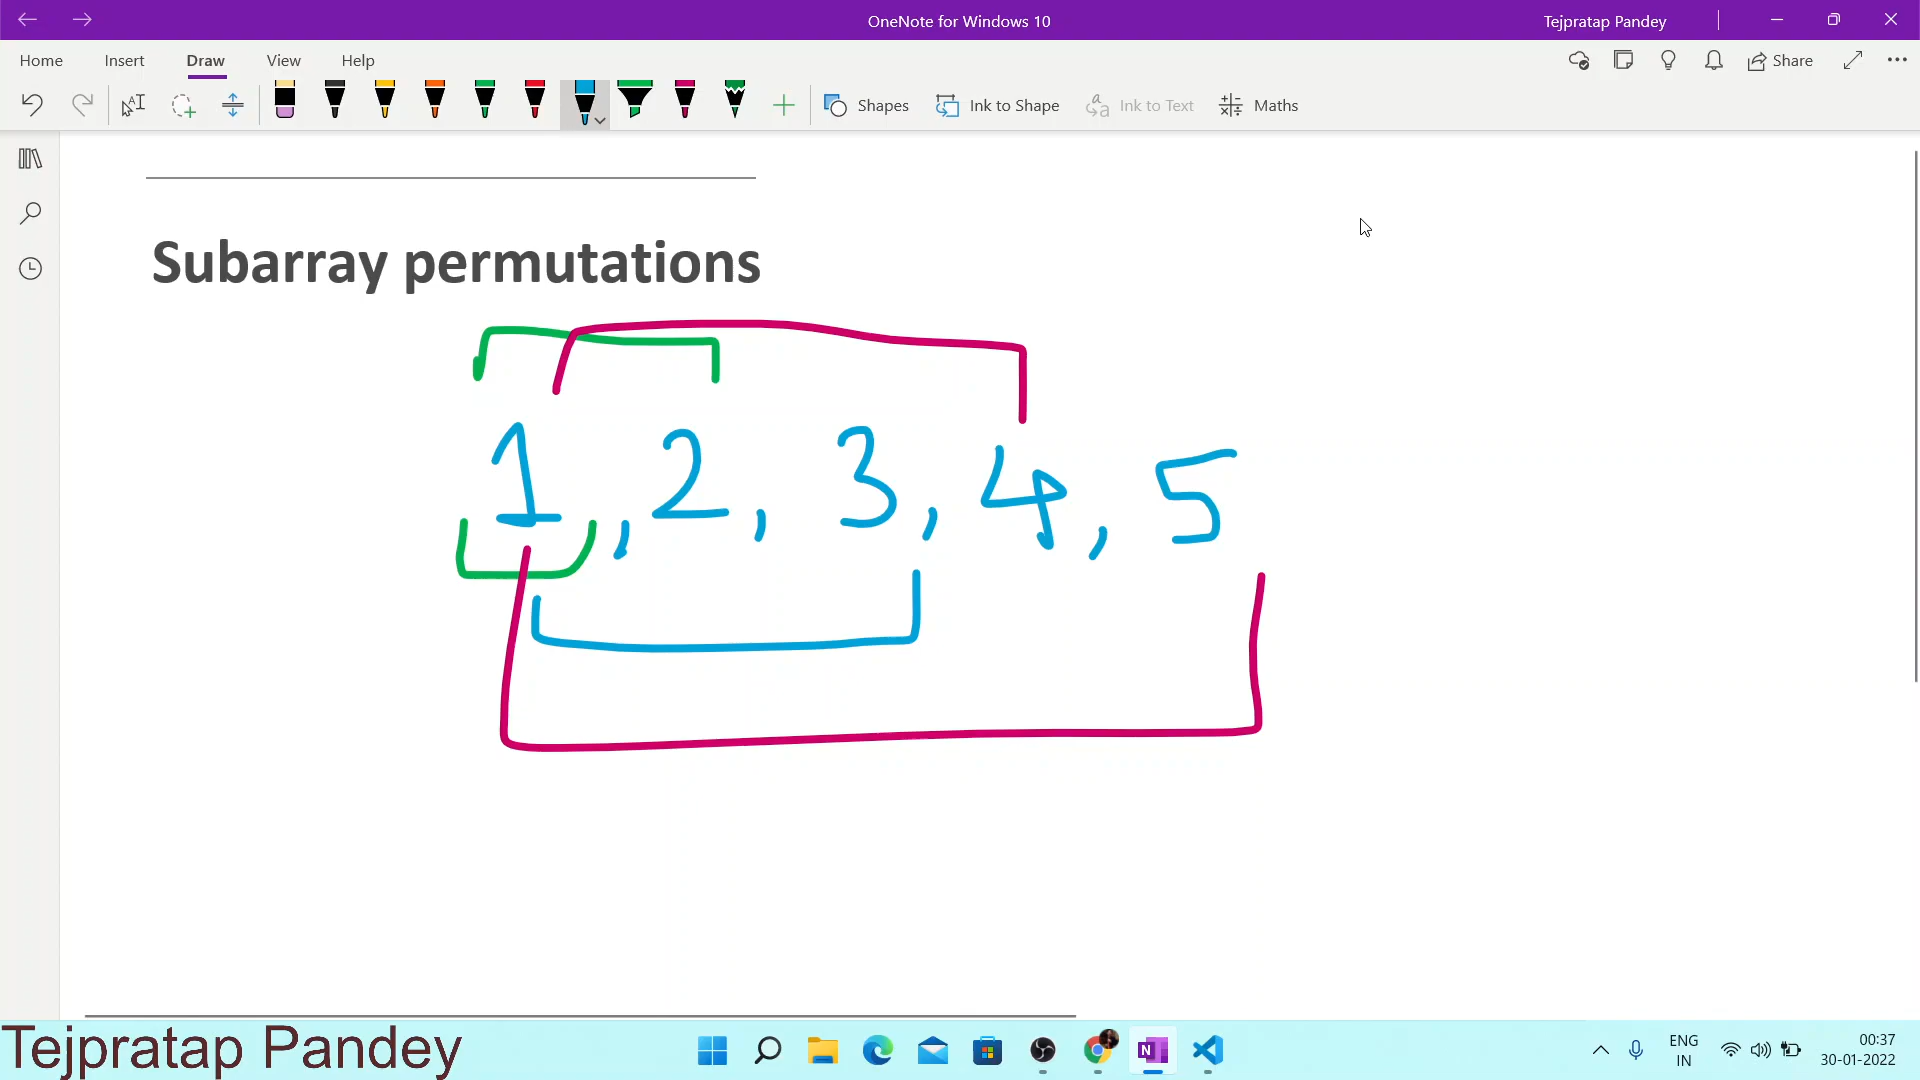 OneNote for Windows 10
Tejpratap Pandey
Home Insert Draw View Help
Share
Shapes Ink to Shape Ink to Text Maths
Subarray permutations
1,, 2, 3, 4, 5
Tejpratap Pandey
ENG
IN
00:37
30-01-2022